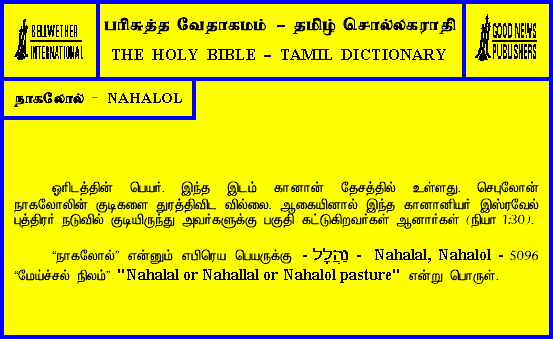 BELLWETHER
INTERNATIONAL
பரிசுத்த வேதாகமம் - தமிழ் சொல்லகராதி
THE HOLY BIBLE - TAMIL DICTIONARY
GOOD NEWS
PUBLISHERS
நாகலோல் - NAHALOL
ஓரிடத்தின் பெயர். இந்த இடம் கானான் தேசத்தில் உள்ளது. செபுலோன்
நாகலோலின் குடிகளை துரத்திவிட வில்லை. ஆகையினால் இந்த கானானியர் இஸ்ரவேல்
புத்திரர் நடுவில் குடியிருந்து அவர்களுக்கு பகுதி கட்டுகிறவர்கள் ஆனார்கள் (நியா 1:30).
"நாகலோல்" என்னும் எபிரெய பெயருக்கு - נַהֲלָל - Nahalal, Nahalol - 5096
"மேய்ச்சல் நிலம்" "Nahalal or Nahallal or Nahalol pasture" என்று பொருள்.